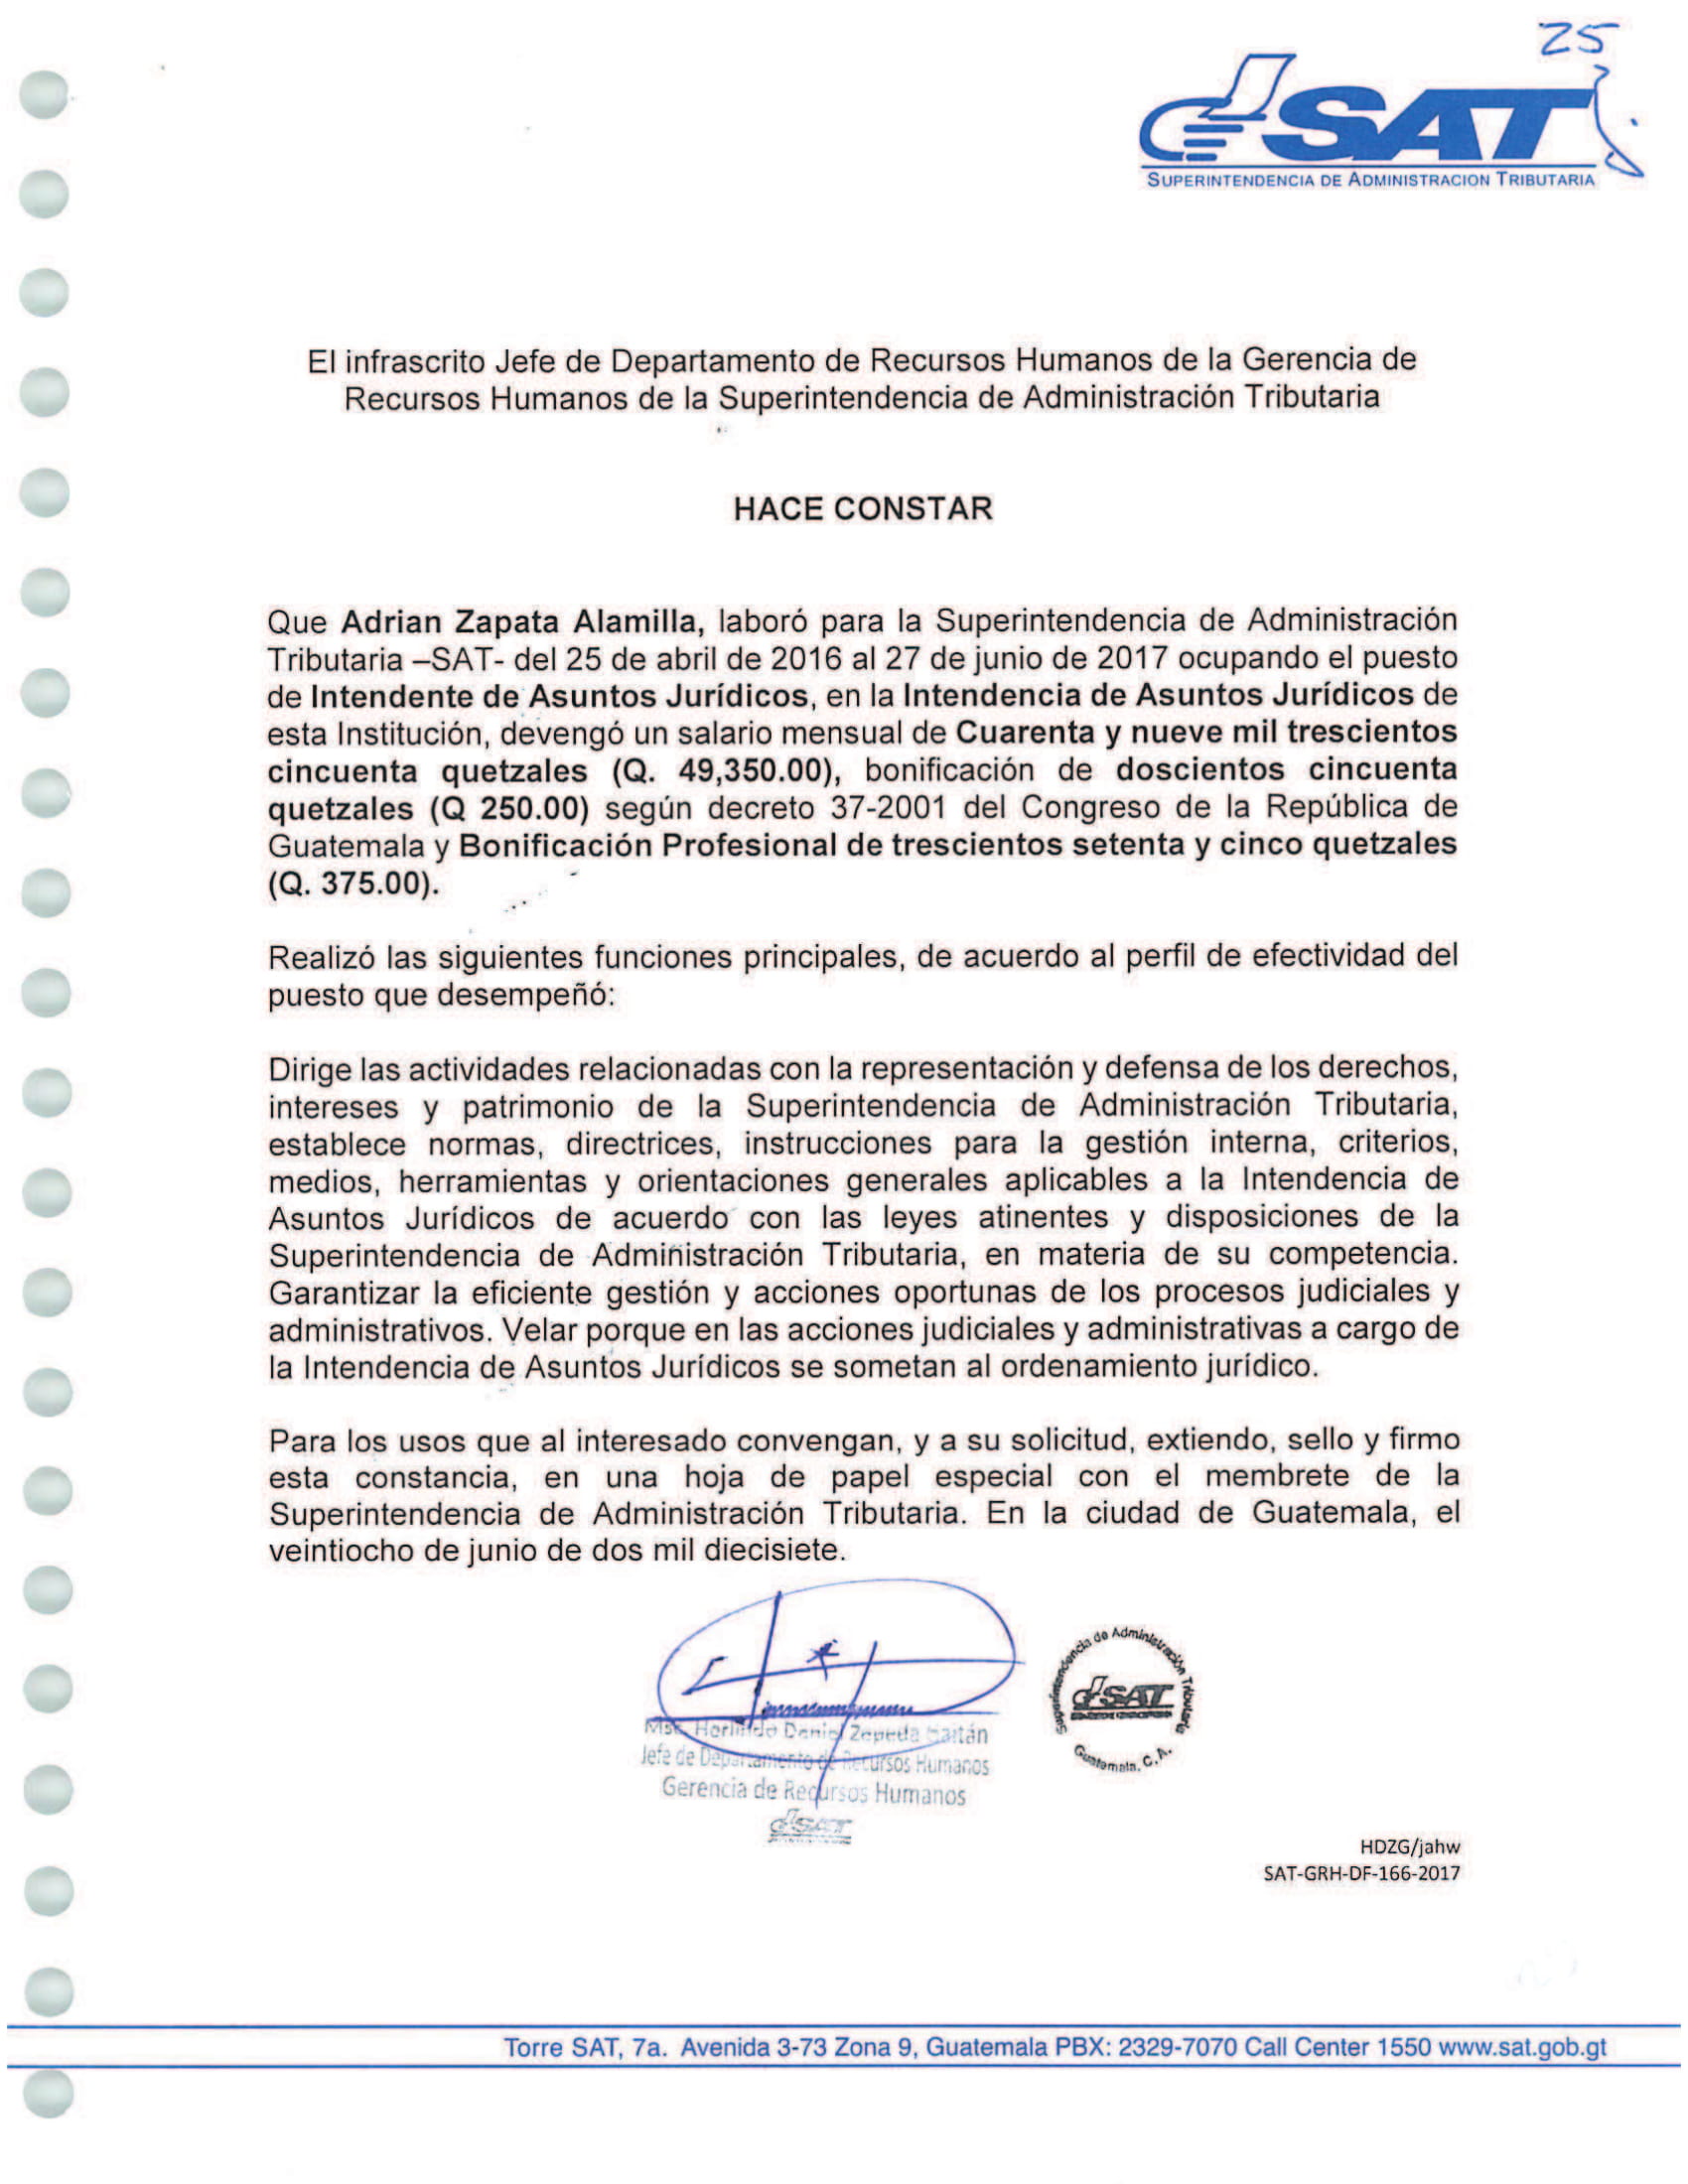 25
SAT
SUPERINTENDENCIA DE ADMINISTRACION TRIBUTARIA
El infrascrito Jefe de Departamento de Recursos Humanos de la Gerencia de
Recursos Humanos de la Superintendencia de Administración Tributaria
HACE CONSTAR
Que Adrian Zapata Alamilla, laboró para la Superintendencia de Administración
Tributaria –SAT- del 25 de abril de 2016 al 27 de junio de 2017 ocupando el puesto
de Intendente de Asuntos Jurídicos, en la Intendencia de Asuntos Jurídicos de
esta Institución, devengó un salario mensual de Cuarenta y nueve mil trescientos
cincuenta quetzales (Q. 49,350.00), bonificación de doscientos cincuenta
quetzales (Q 250.00) según decreto 37-2001 del Congreso de la República de
Guatemala y Bonificación Profesional de trescientos setenta y cinco quetzales
(Q. 375.00).
Realizó las siguientes funciones principales, de acuerdo al perfil de efectividad del
puesto que desempeñó:
Dirige las actividades relacionadas con la representación y defensa de los derechos,
intereses y patrimonio de la Superintendencia de Administración Tributaria,
establece normas, directrices, instrucciones para la gestión interna, criterios,
medios, herramientas y orientaciones generales aplicables a la Intendencia de
Asuntos Jurídicos de acuerdo con las leyes atinentes y disposiciones de la
Superintendencia de Administración Tributaria, en materia de su competencia.
Garantizar la eficiente gestión y acciones oportunas de los procesos judiciales y
administrativos. Velar porque en las acciones judiciales y administrativas a cargo de
la Intendencia de Asuntos Jurídicos se sometan al ordenamiento jurídico.
Para los usos que al interesado convengan, y a su solicitud, extiendo, sello y firmo
esta constancia, en una hoja de papel especial con el membrete de la
Superintendencia de Administración Tributaria. En la ciudad de Guatemala, el
veintiocho de junio de dos mil diecisiete.
Superintendencia de Administración Tributaria
SAT
Guatemala, C.A.
Msc. Herlindo Daniel Zepeda Gaitán
Jefe de Departamento de Recursos Humanos
Gerencia de Recursos Humanos
SAT
HDZG/jahw
SAT-GRH-DF-166-2017
Torre SAT, 7a. Avenida 3-73 Zona 9, Guatemala PBX: 2329-7070 Call Center 1550 www.sat.gob.gt